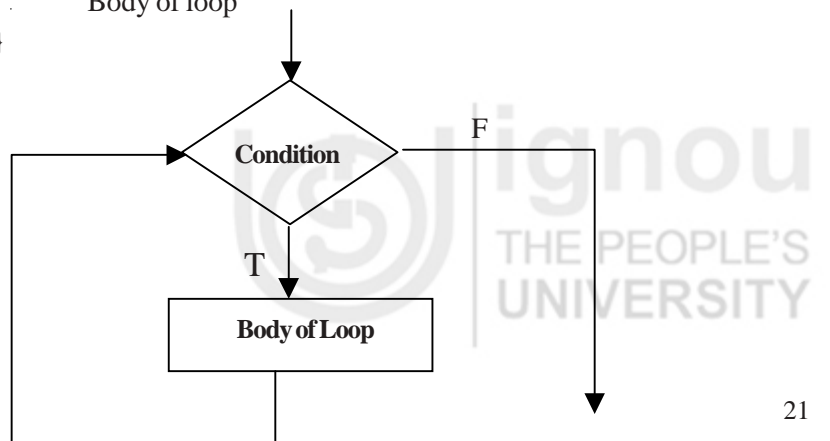 Body of loop
}
F
Condition
ignou
THE PEOPLE'S
UNIVERSITY
T
Body of Loop
21